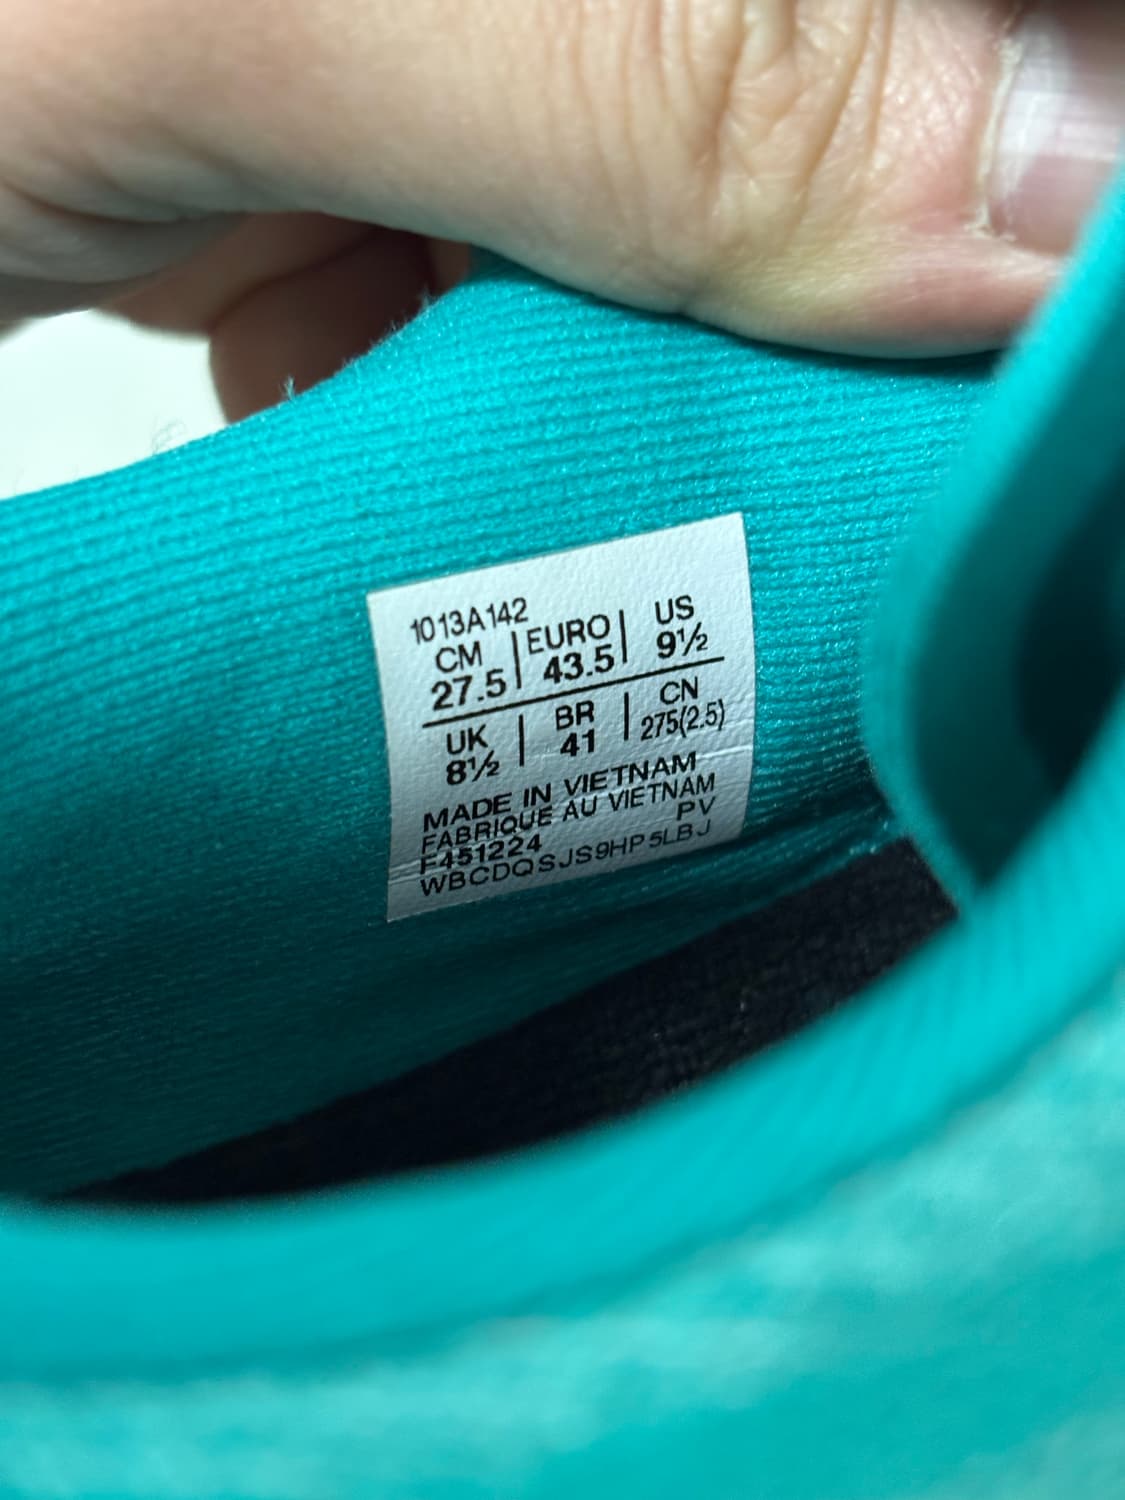 1013A142
CM | EURO | US
27.5 | 43.5 | 9½
UK | BR | CN
8½ | 41 | 275(2.5)
MADE IN VIETNAM
FABRIQUE AU VIETNAM
F451224 PV
WBCDQSJS9HP5LBJ